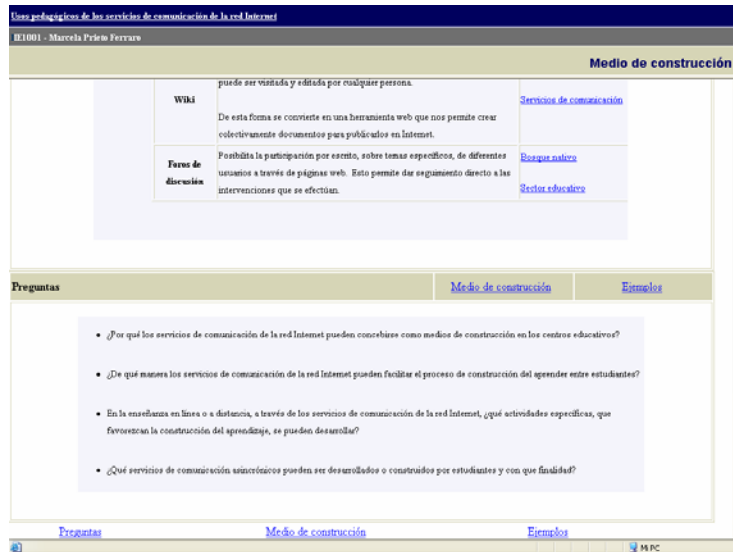 Usos pedagógicos de los servicios de comunicación de la red Internet
IE1001 - Marcela Prieto Ferraro
Medio de construcción
puede ser visitada y editada por cualquier persona.
Wiki
De esta forma se convierte en una herramienta web que nos permite crear
colectivamente documentos para publicarlos en Internet.
Servicios de comunicación
Foros de
discusión
Posibilita la participación por escrito, sobre temas específicos, de diferentes
usuarios a través de páginas web. Esto permite dar seguimiento directo a las
intervenciones que se efectúan.
Bosque nativo
Sector educativo
Preguntas Medio de construcción Ejemplos
• ¿Por qué los servicios de comunicación de la red Internet pueden concebirse como medios de construcción en los centros educativos?
• ¿De qué manera los servicios de comunicación de la red Internet pueden facilitar el proceso de construcción del aprender entre estudiantes?
• En la enseñanza en línea o a distancia, a través de los servicios de comunicación de la red Internet, ¿qué actividades específicas, que
favorezcan la construcción del aprendizaje, se pueden desarrollar?
• ¿Qué servicios de comunicación asincrónicos pueden ser desarrollados o construidos por estudiantes y con que finalidad?
Preguntas Medio de construcción Ejemplos
Mi PC